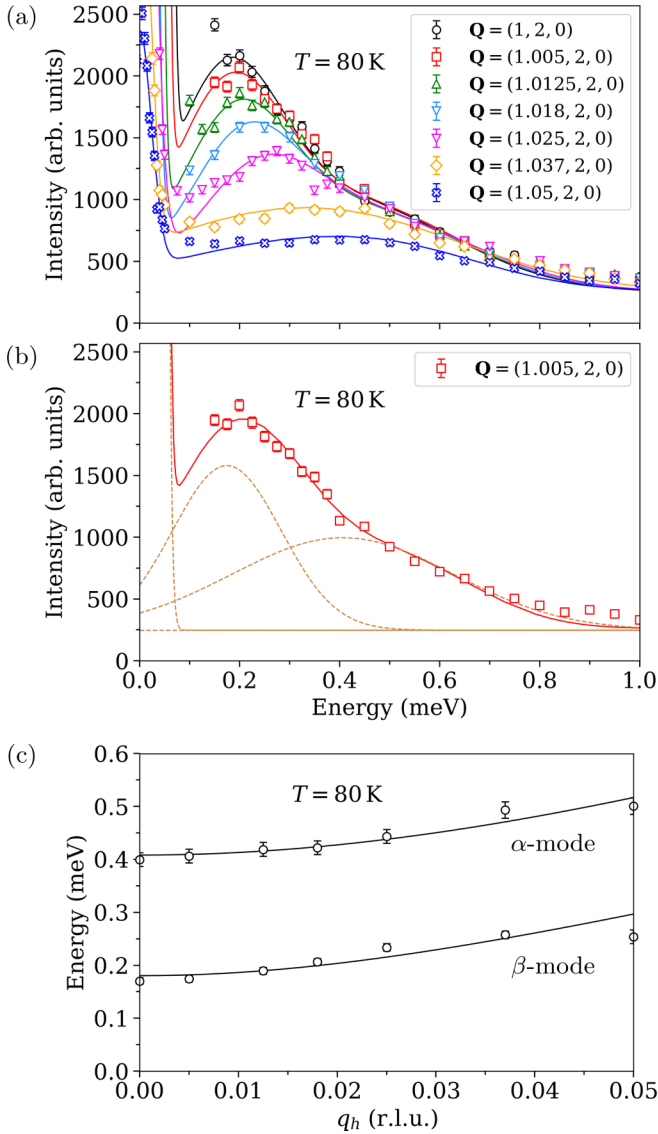 (a)
T = 80 K
Q = (1, 2, 0)
Q = (1.005, 2, 0)
Q = (1.0125, 2, 0)
Q = (1.018, 2, 0)
Q = (1.025, 2, 0)
Q = (1.037, 2, 0)
Q = (1.05, 2, 0)
Intensity (arb. units)
2500
2000
1500
1000
500
0
(b)
T = 80 K
Q = (1.005, 2, 0)
Intensity (arb. units)
2500
2000
1500
1000
500
0
0.0 0.2 0.4 0.6 0.8 1.0
Energy (meV)
(c)
T = 80 K
α-mode
β-mode
Energy (meV)
0.6
0.5
0.4
0.3
0.2
0.1
0.0
0.00 0.01 0.02 0.03 0.04 0.05
q_h (r.l.u.)